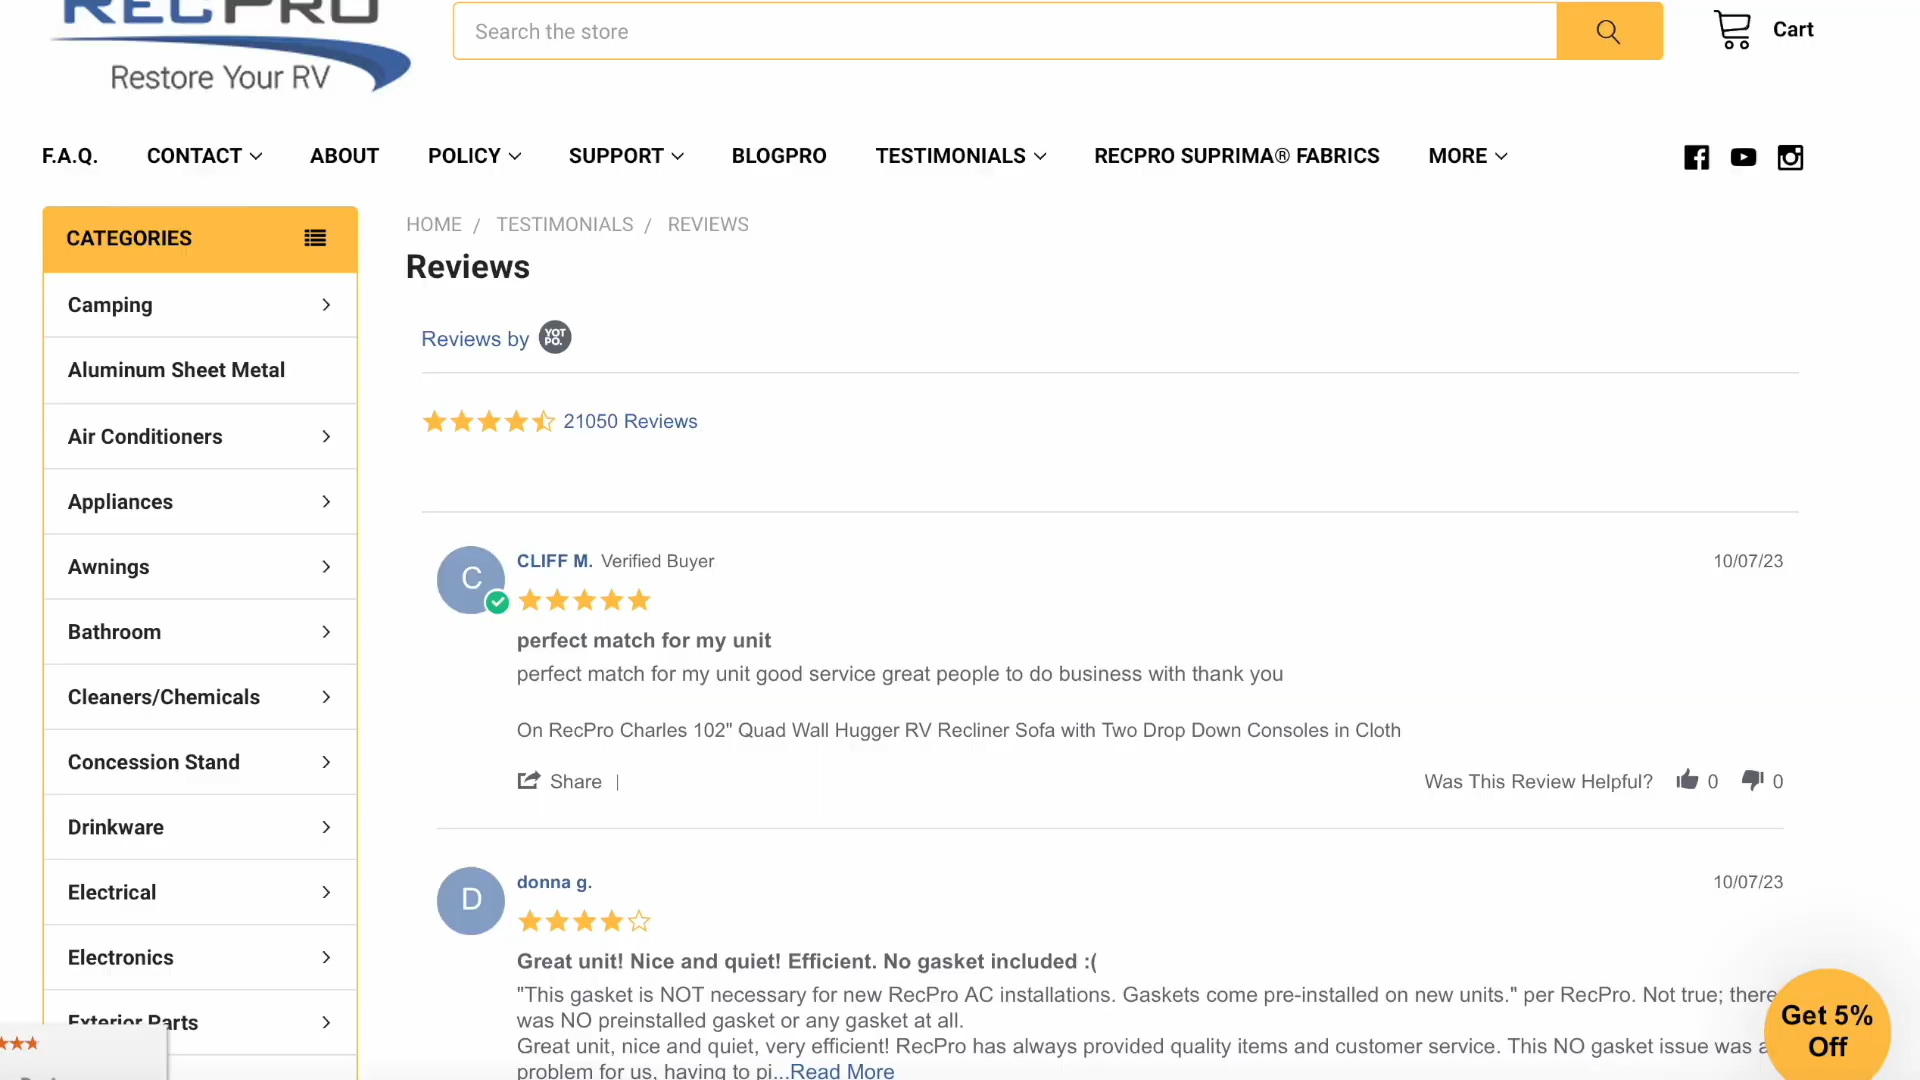 RECPRO
Restore Your RV
Search the store
Cart
F.A.Q. CONTACT ABOUT POLICY SUPPORT BLOGPRO TESTIMONIALS RECPRO SUPRIMA® FABRICS MORE
CATEGORIES
Camping
Aluminum Sheet Metal
Air Conditioners
Appliances
Awnings
Bathroom
Cleaners/Chemicals
Concession Stand
Drinkware
Electrical
Electronics
Exterior Parts
HOME / TESTIMONIALS / REVIEWS
Reviews
Reviews by YOTPO.
21050 Reviews
C
CLIFF M. Verified Buyer 10/07/23
perfect match for my unit
perfect match for my unit good service great people to do business with thank you
On RecPro Charles 102" Quad Wall Hugger RV Recliner Sofa with Two Drop Down Consoles in Cloth
Share | Was This Review Helpful? 0 0
D
donna g. 10/07/23
Great unit! Nice and quiet! Efficient. No gasket included :(
"This gasket is NOT necessary for new RecPro AC installations. Gaskets come pre-installed on new units." per RecPro. Not true; there
was NO preinstalled gasket or any gasket at all.
Great unit, nice and quiet, very efficient! RecPro has always provided quality items and customer service. This NO gasket issue was a
problem for us, having to pi...Read More
Get 5%
Off